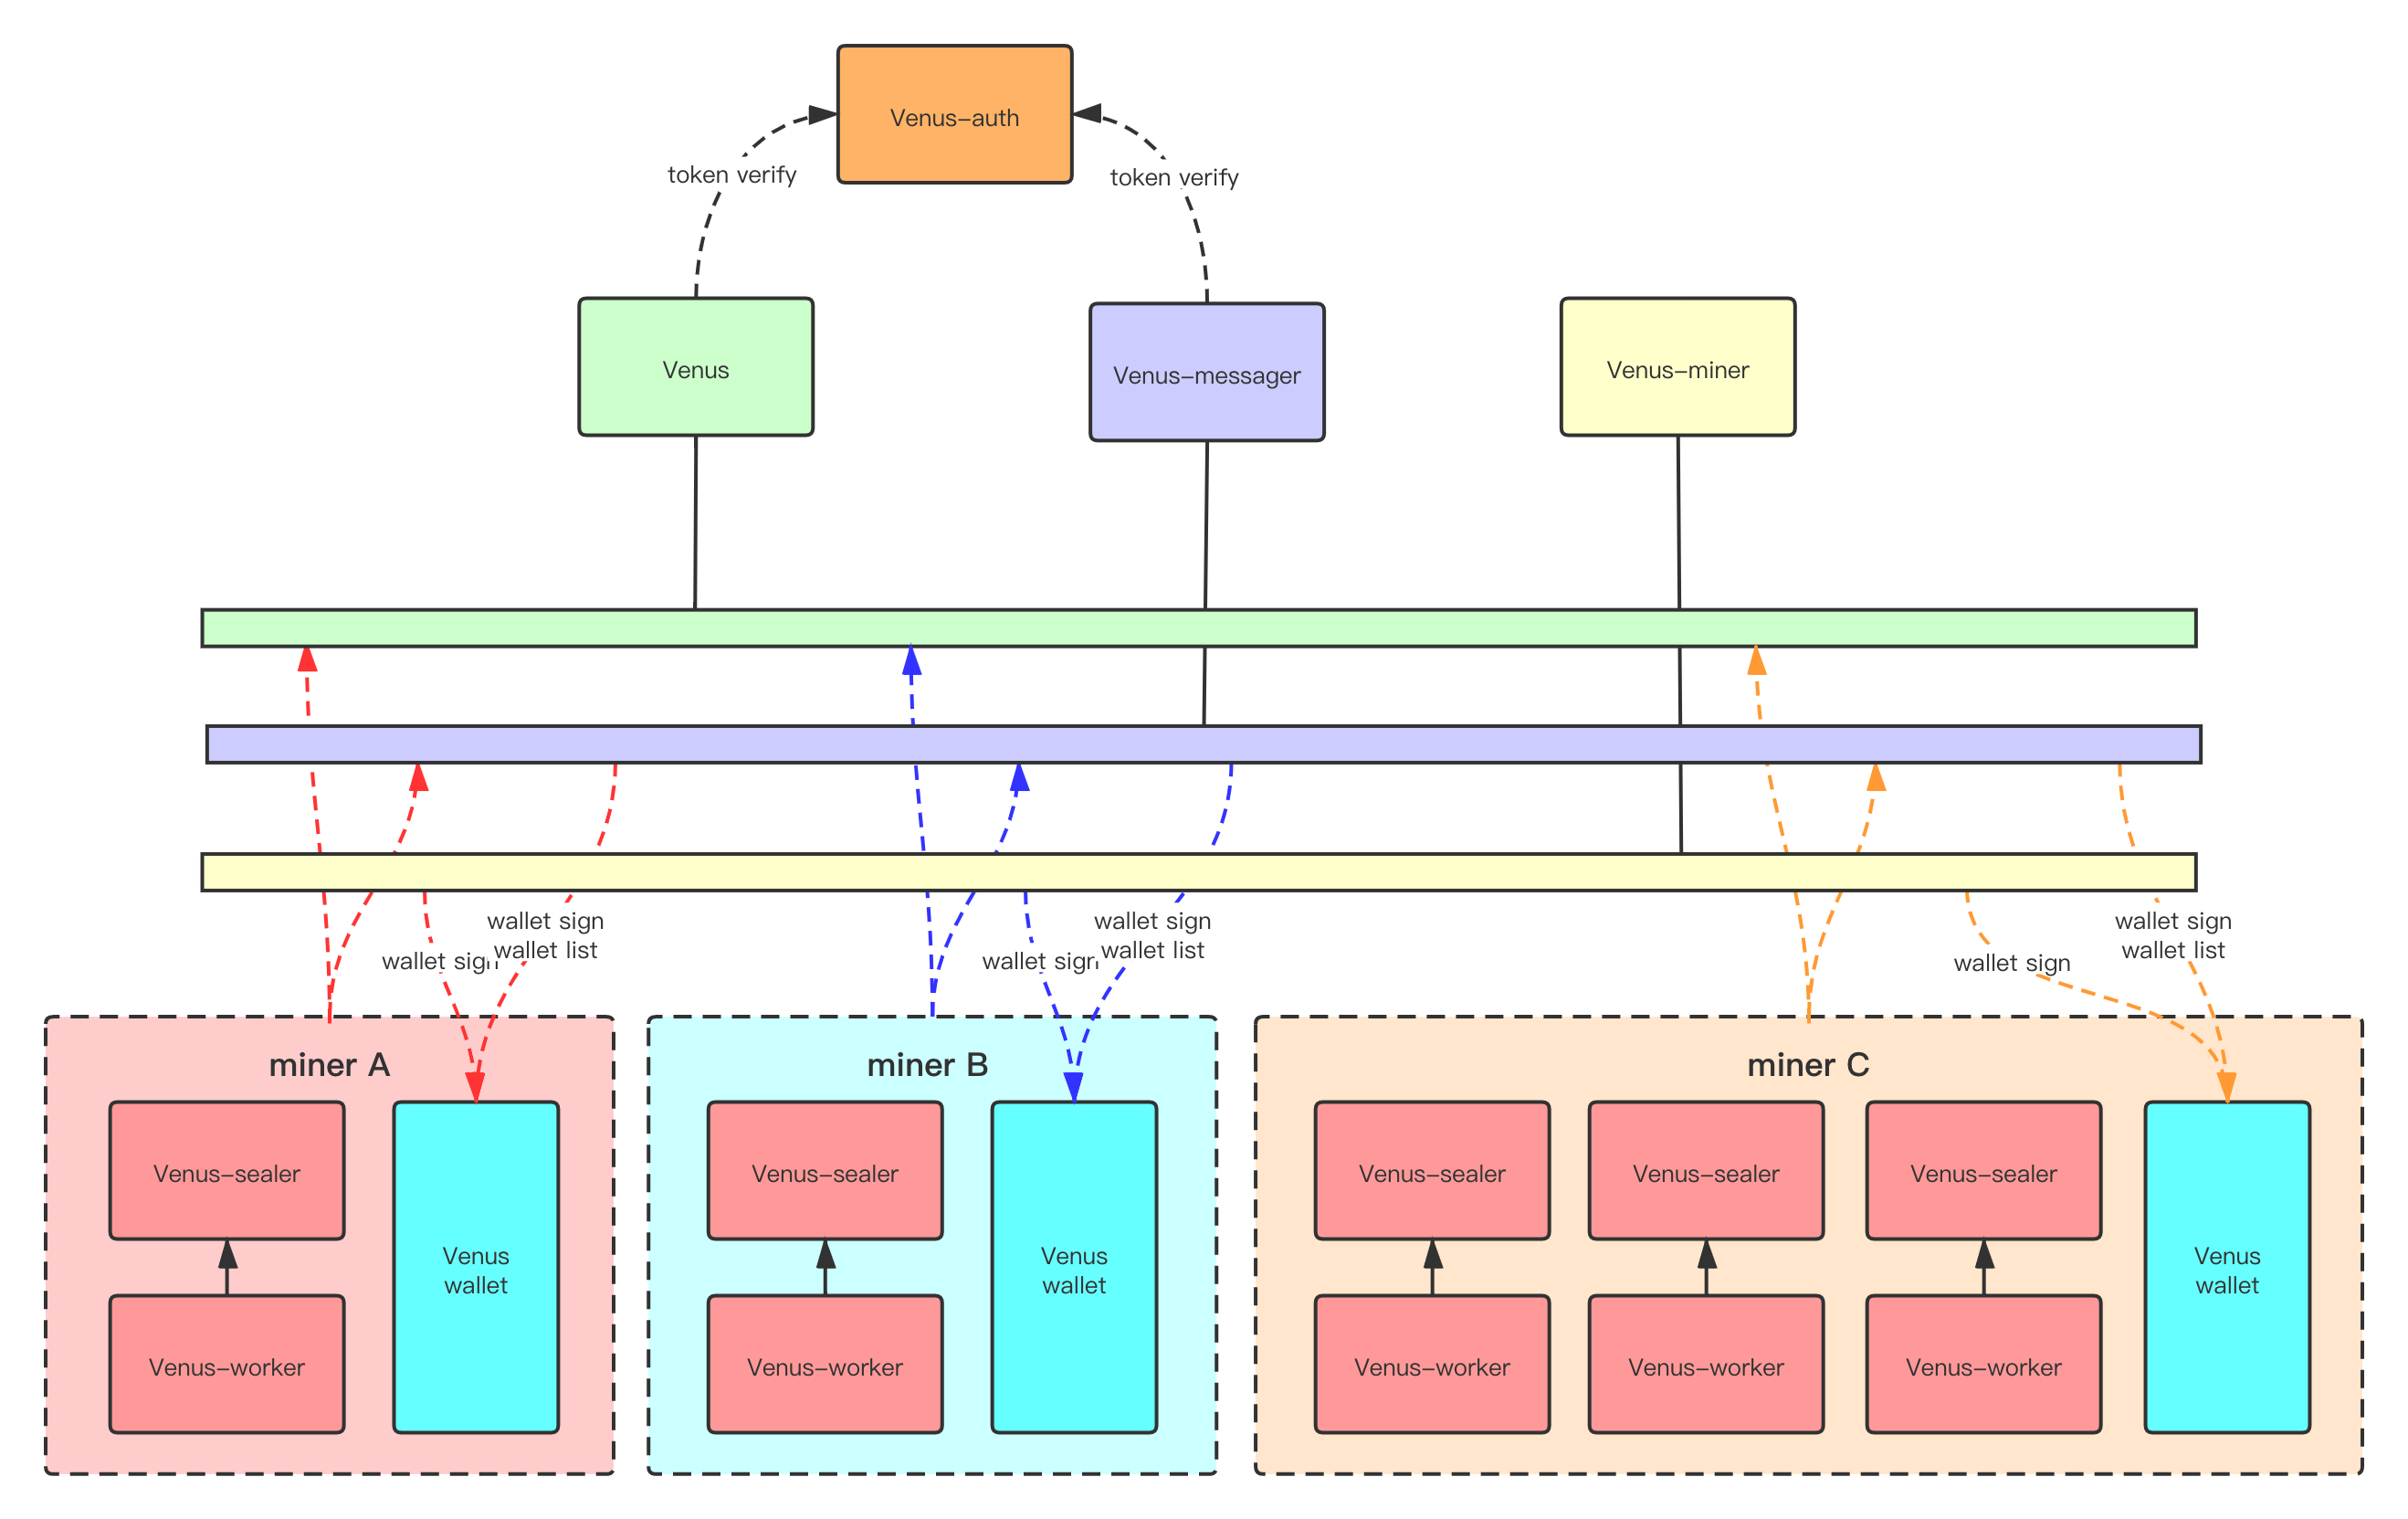 Venus-auth
token verify
token verify
Venus
Venus-messager
Venus-miner
wallet sign
wallet list
wallet sign
wallet sign
wallet list
wallet sign
wallet sign
wallet list
wallet sign
miner A
miner B
miner C
Venus-sealer
Venus
wallet
Venus-worker
Venus-sealer
Venus
wallet
Venus-worker
Venus-sealer
Venus-sealer
Venus-sealer
Venus
wallet
Venus-worker
Venus-worker
Venus-worker